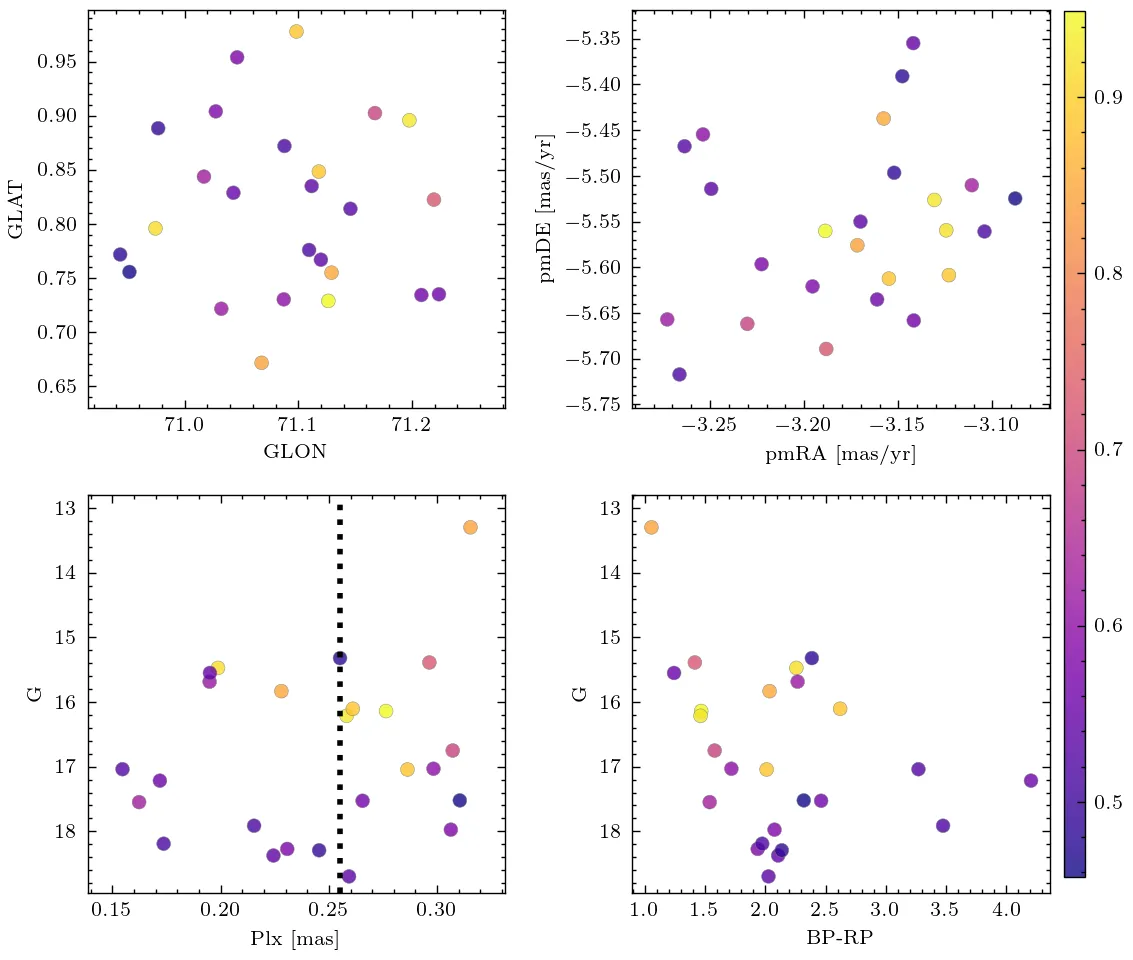 0.95
0.90
0.85
0.80
0.75
0.70
0.65
GLAT
71.0 71.1 71.2
GLON
−5.35
−5.40
−5.45
−5.50
−5.55
−5.60
−5.65
−5.70
−5.75
pmDE [mas/yr]
−3.25 −3.20 −3.15 −3.10
pmRA [mas/yr]
13
14
15
16
17
18
G
0.15 0.20 0.25 0.30
Plx [mas]
13
14
15
16
17
18
G
1.0 1.5 2.0 2.5 3.0 3.5 4.0
BP-RP
0.9
0.8
0.7
0.6
0.5